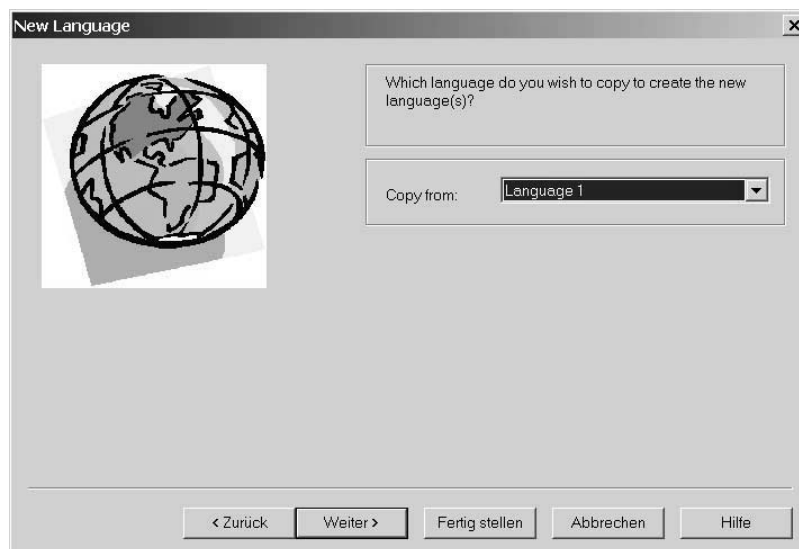 New Language
Which language do you wish to copy to create the new
language(s)?
Copy from:
Language 1
< Zurück
Weiter >
Fertig stellen
Abbrechen
Hilfe